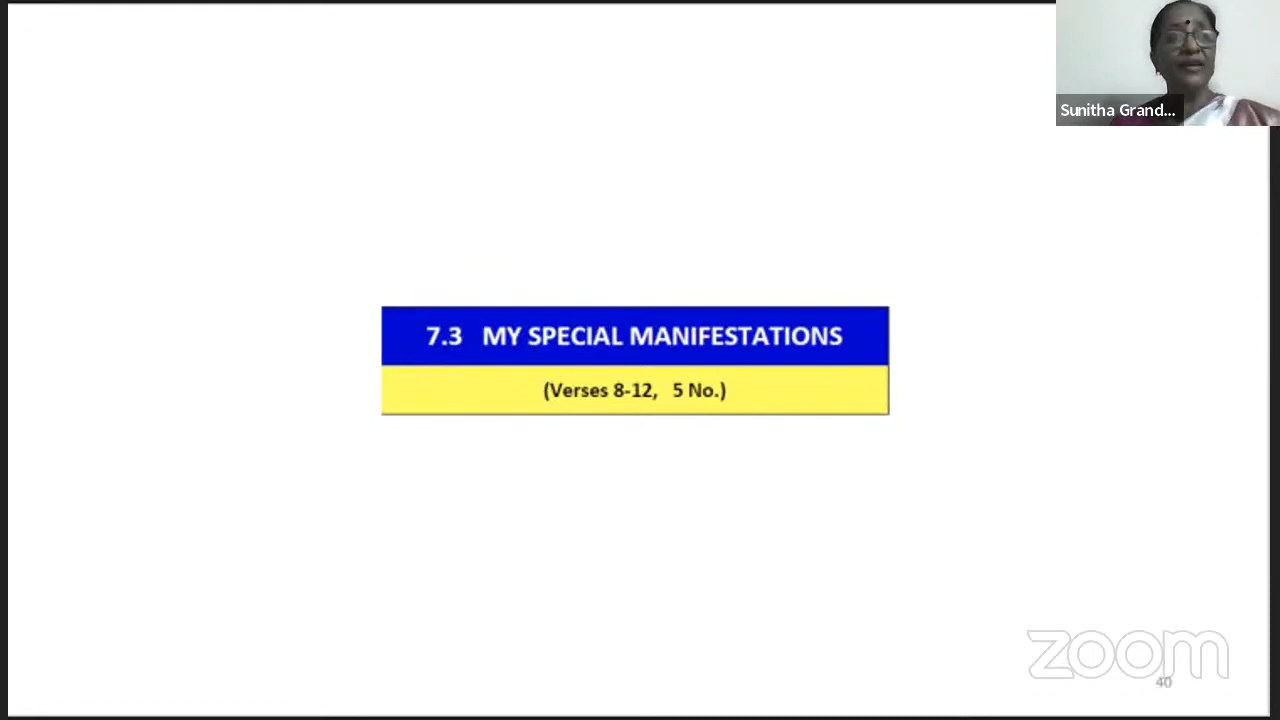 Sunitha Grand...
7.3 MY SPECIAL MANIFESTATIONS
(Verses 8-12, 5 No.)
zoom
40